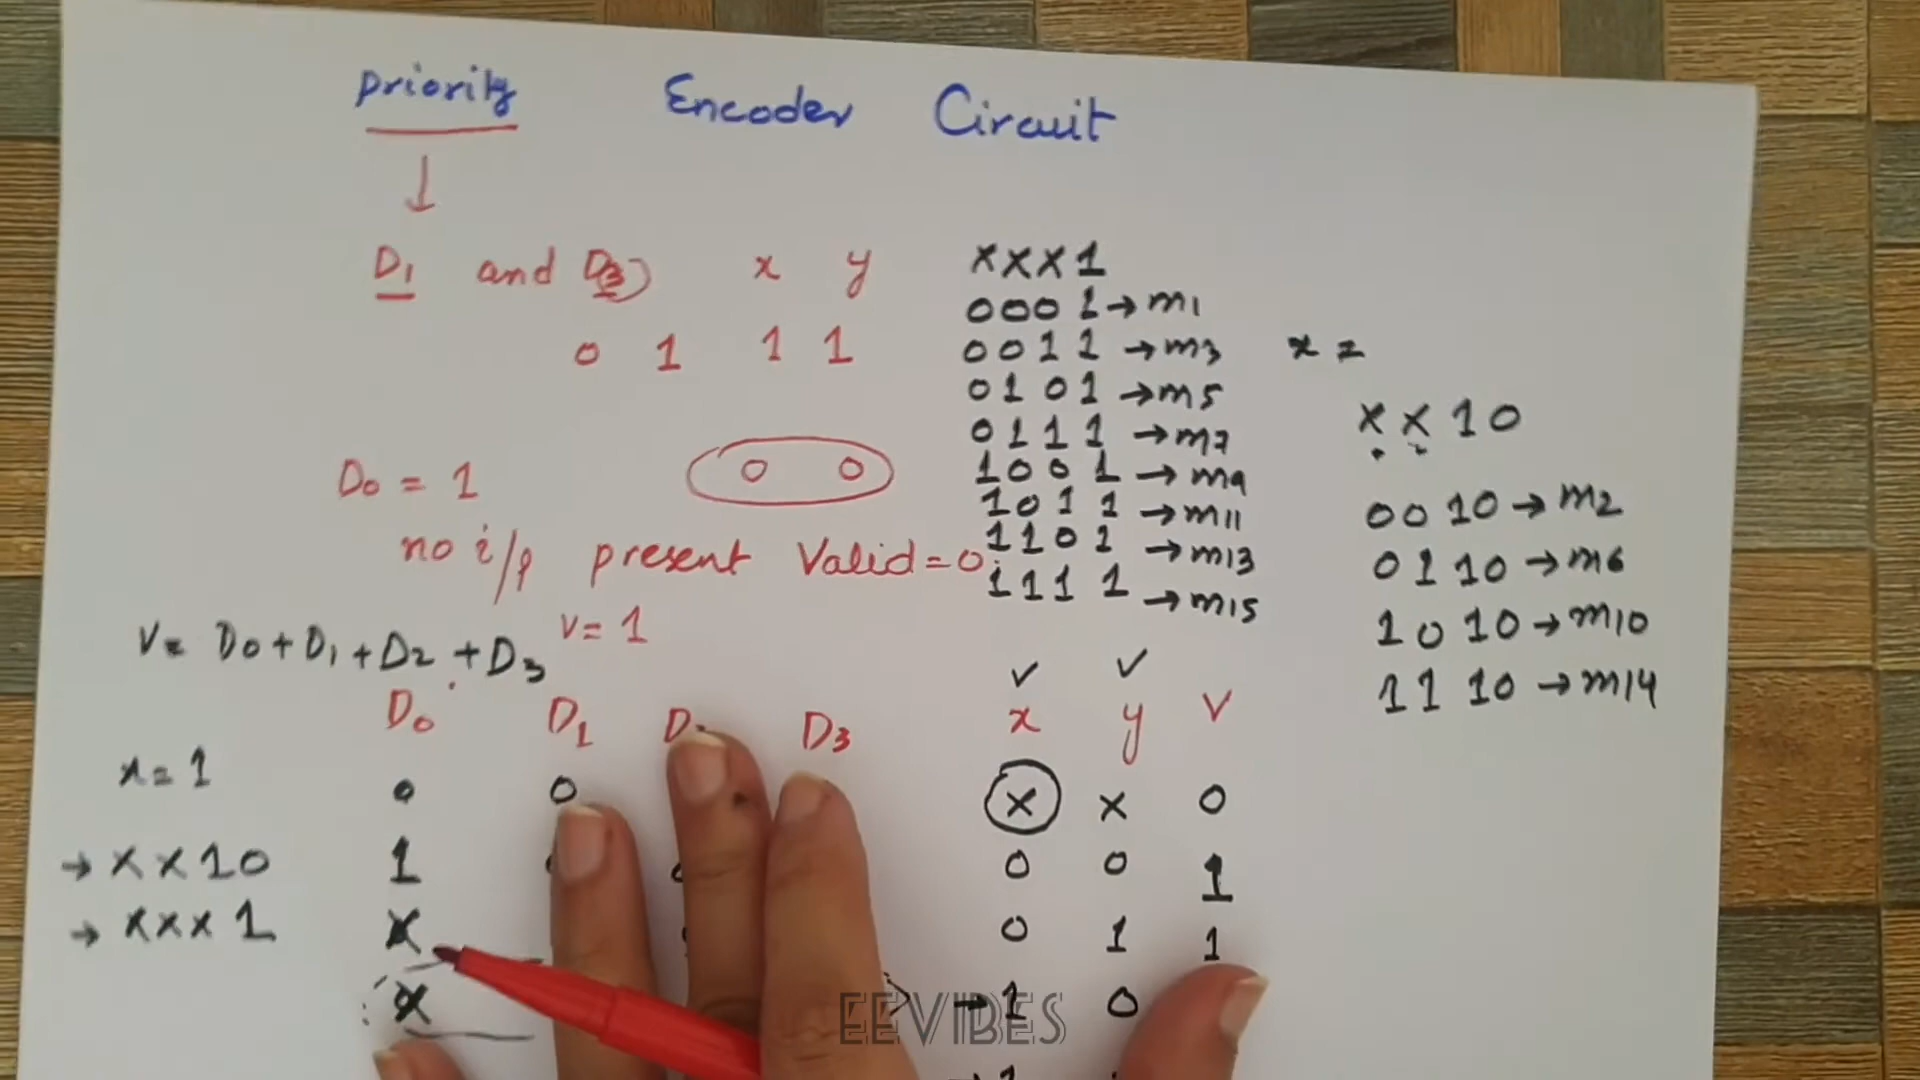 Priority Encoder Circuit
↓
D1 and D3 x y
0 1 1 1
xxx1
0001→m1
0011→m3
0101→m5
0111→m7
1001→m9
1011→m11
1101→m13
1111→m15
x =
xx10
0010→m2
0110→m6
1010→m10
1110→m14
D0 = 1
0 0
no i/p present Valid=0
V= D0+D1+D2+D3 v=1
✓ ✓
D0 D1 D3 x y V
x=1
0 0 x x 0
→ xx10 1 0 0 1
→ xxx1 x 0 1 1
x → 1 0
EEVIBES